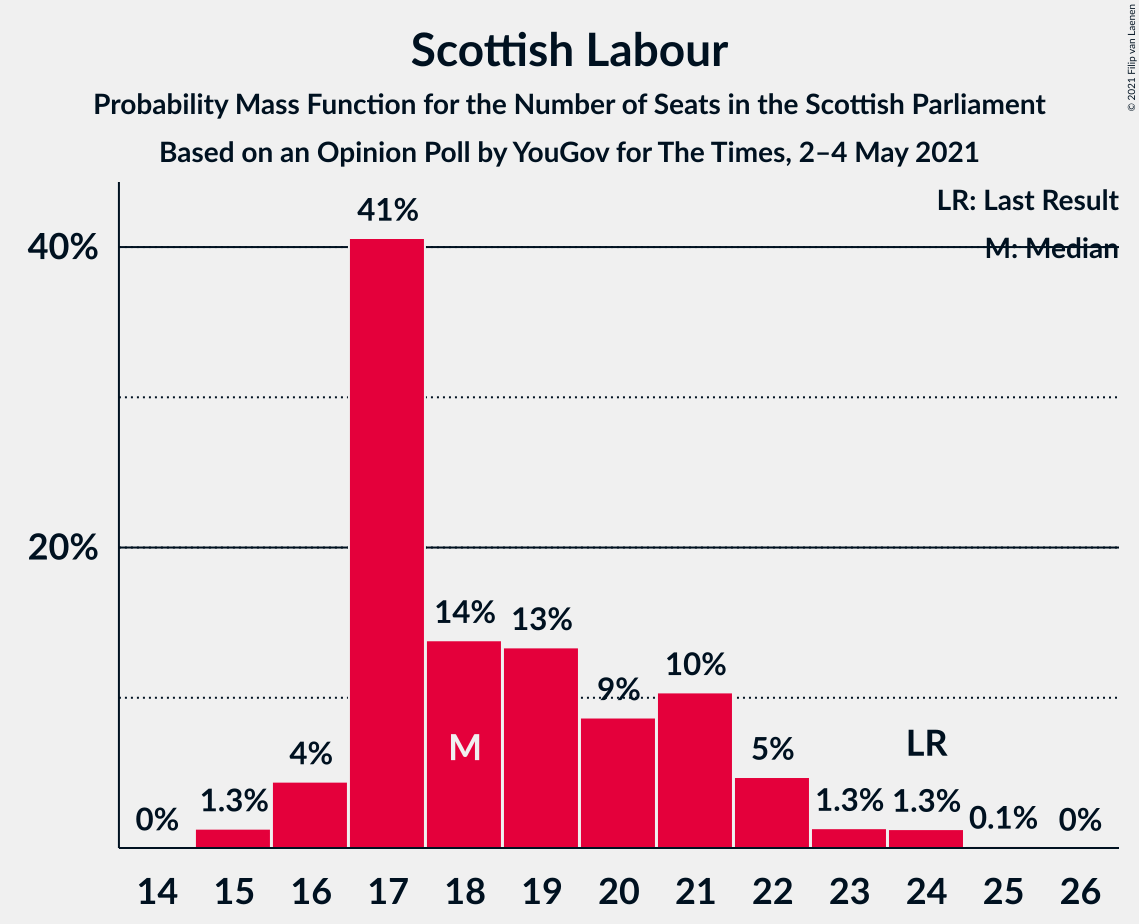 Scottish Labour
Probability Mass Function for the Number of Seats in the Scottish Parliament
Based on an Opinion Poll by YouGov for The Times, 2–4 May 2021
© 2021 Filip van Laenen
LR: Last Result
M: Median
40%
20%
0%
1.3%
4%
41%
14%
13%
9%
10%
5%
1.3%
1.3%
0.1%
0%
M
LR
14 15 16 17 18 19 20 21 22 23 24 25 26